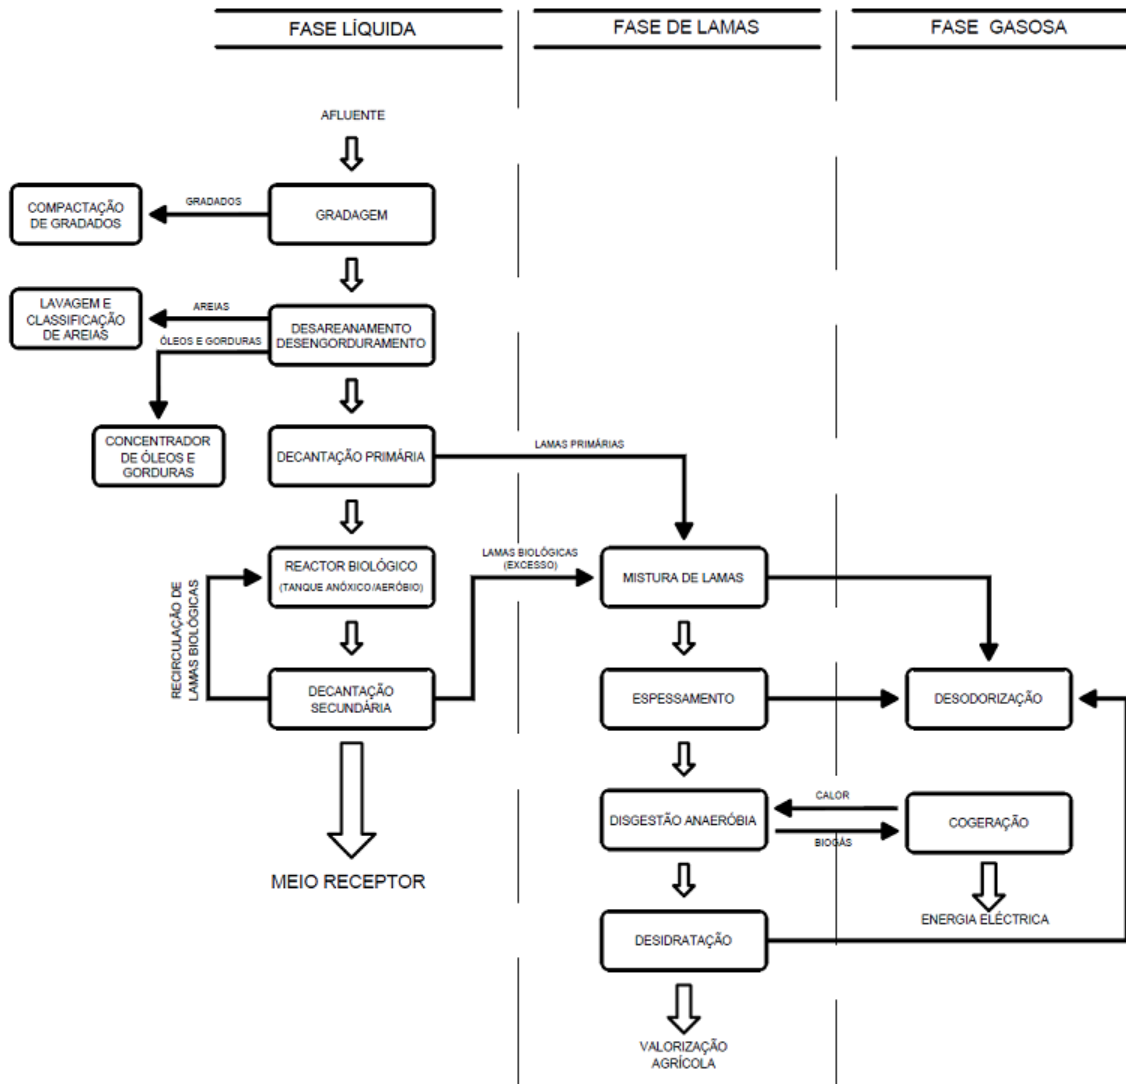 FASE LÍQUIDA
FASE DE LAMAS
FASE GASOSA
AFLUENTE
GRADADOS
COMPACTAÇÃO
DE GRADADOS
GRADAGEM
LAVAGEM E
CLASSIFICAÇÃO
DE AREIAS
AREIAS
ÓLEOS E GORDURAS
DESAREANAMENTO
DESENGORDURAMENTO
CONCENTRADOR
DE ÓLEOS E
GORDURAS
DECANTAÇÃO PRIMÁRIA
LAMAS PRIMÁRIAS
REACTOR BIOLÓGICO
(TANQUE ANÓXICO/AERÓBIO)
LAMAS BIOLÓGICAS
(EXCESSO)
MISTURA DE LAMAS
RECIRCULAÇÃO DE
LAMAS BIOLÓGICAS
DECANTAÇÃO
SECUNDÁRIA
ESPESSAMENTO
DESODORIZAÇÃO
DISGESTÃO ANAERÓBIA
CALOR
BIOGÁS
COGERAÇÃO
MEIO RECEPTOR
ENERGIA ELÉCTRICA
DESIDRATAÇÃO
VALORIZAÇÃO
AGRÍCOLA